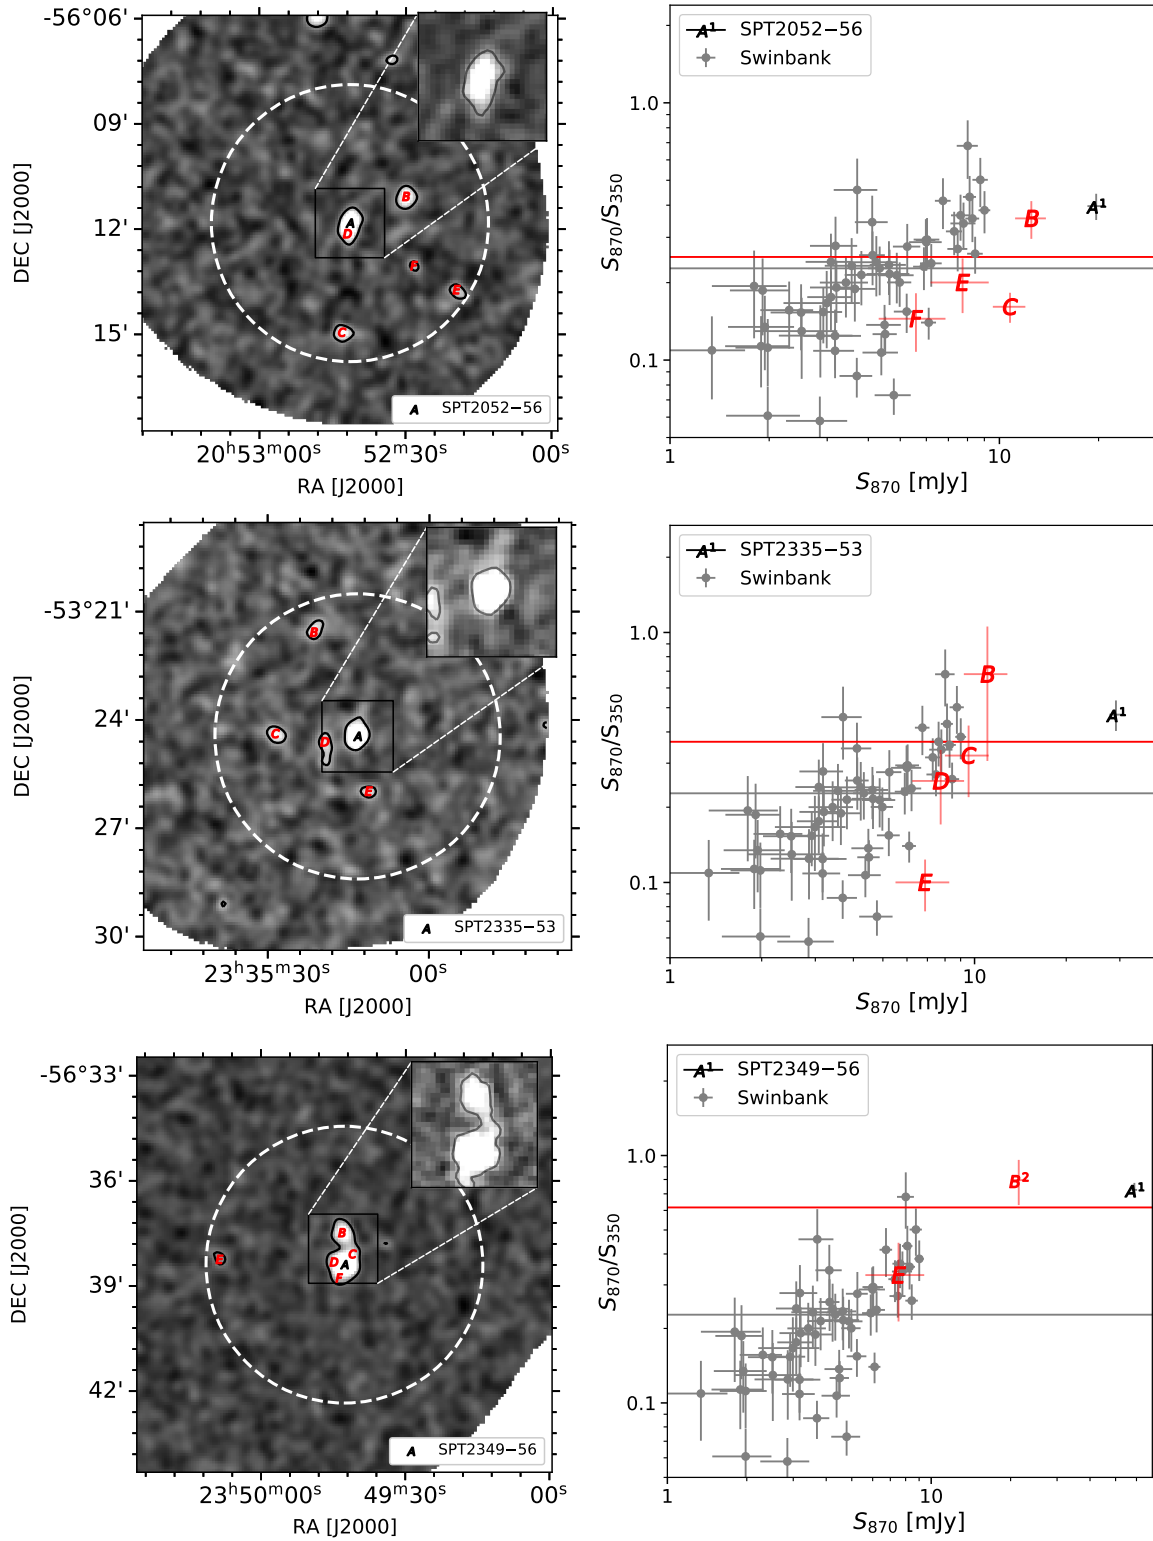 -56°06'
09'
12'
15'
DEC [J2000]
B
A
D
F
E
C
A SPT2052−56
20ʰ53ᵐ00ˢ 52ᵐ30ˢ 00ˢ
RA [J2000]
A¹ SPT2052−56
Swinbank
1.0
0.1
S₈₇₀/S₃₅₀
A¹
B
E
C
F
1 10
S₈₇₀ [mJy]
-53°21'
24'
27'
30'
DEC [J2000]
B
C
D
A
E
A SPT2335−53
23ʰ35ᵐ30ˢ 00ˢ
RA [J2000]
A¹ SPT2335−53
Swinbank
1.0
0.1
S₈₇₀/S₃₅₀
B
A¹
C
D
E
1 10
S₈₇₀ [mJy]
-56°33'
36'
39'
42'
DEC [J2000]
B
C
D
A
F
E
A SPT2349−56
23ʰ50ᵐ00ˢ 49ᵐ30ˢ 00ˢ
RA [J2000]
A¹ SPT2349−56
Swinbank
1.0
0.1
S₈₇₀/S₃₅₀
B²
A¹
E
1 10
S₈₇₀ [mJy]